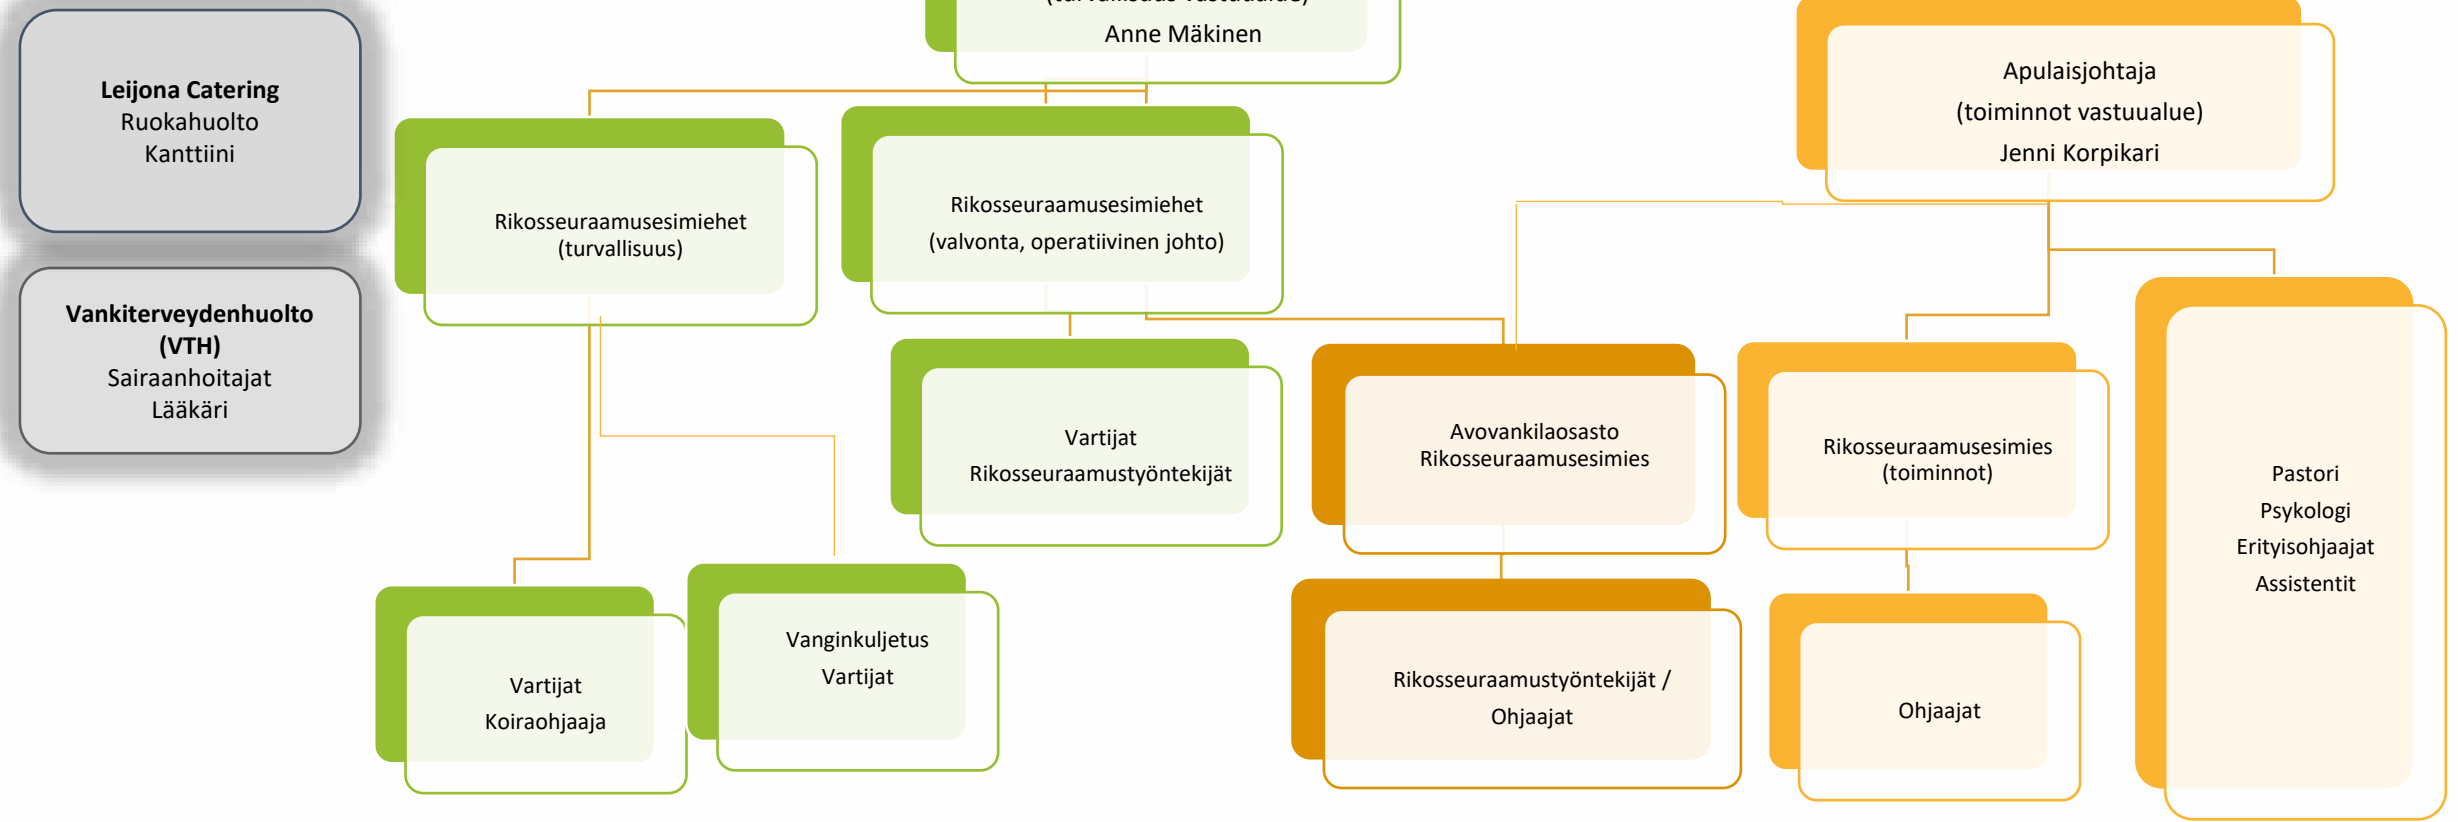 Leijona Catering
Ruokahuolto
Kanttiini
Vankiterveydenhuolto
(VTH)
Sairaanhoitajat
Lääkäri
Anne Mäkinen
Apulaisjohtaja
(toiminnot vastuualue)
Jenni Korpikari
Rikosseuraamusesimiehet
(turvallisuus)
Rikosseuraamusesimiehet
(valvonta, operatiivinen johto)
Vartijat
Rikosseuraamustyöntekijät
Avovankilaosasto
Rikosseuraamusesimies
Rikosseuraamusesimies
(toiminnot)
Pastori
Psykologi
Erityisohjaajat
Assistentit
Vartijat
Koiraohjaaja
Vanginkuljetus
Vartijat
Rikosseuraamustyöntekijät /
Ohjaajat
Ohjaajat